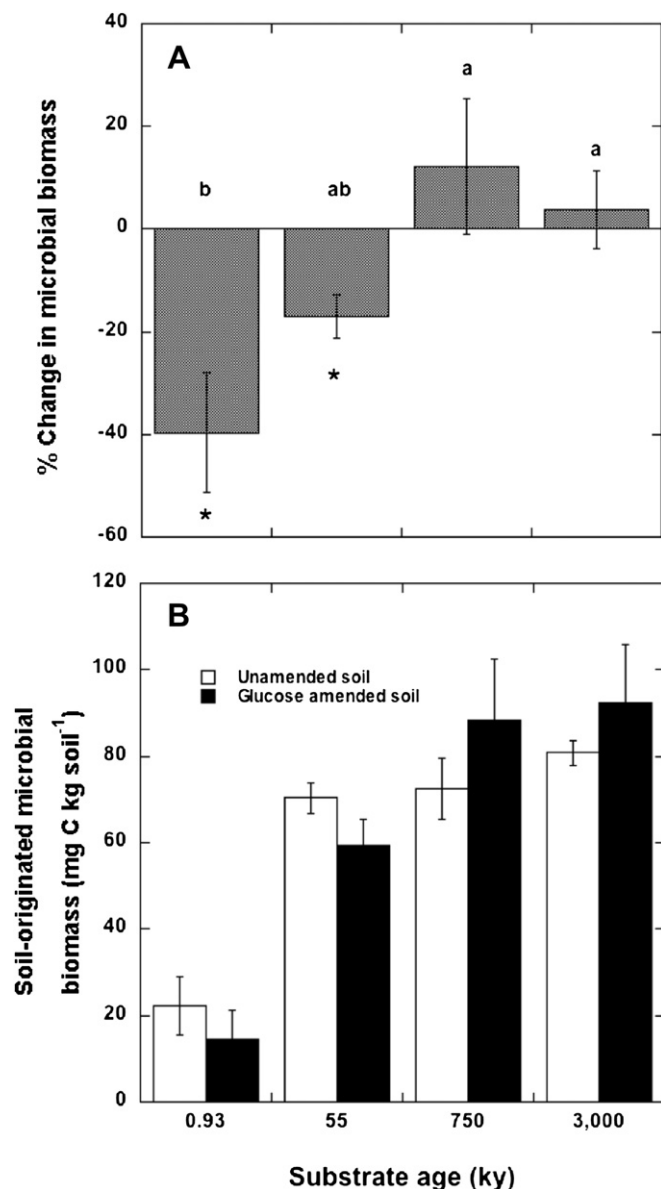 A
% Change in microbial biomass
40
20
0
-20
-40
-60
b
ab
a
a
*
*
B
Unamended soil
Glucose amended soil
Soil-originated microbial
biomass (mg C kg soil⁻¹)
120
100
80
60
40
20
0
0.93
55
750
3,000
Substrate age (ky)